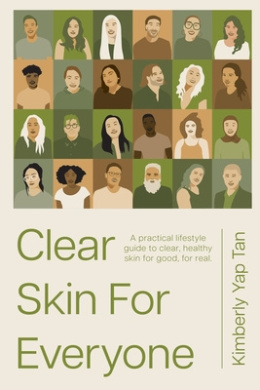 Clear
A practical lifestyle
guide to clear, healthy
skin for good, for real.
Skin For
Everyone
Kimberly Yap Tan